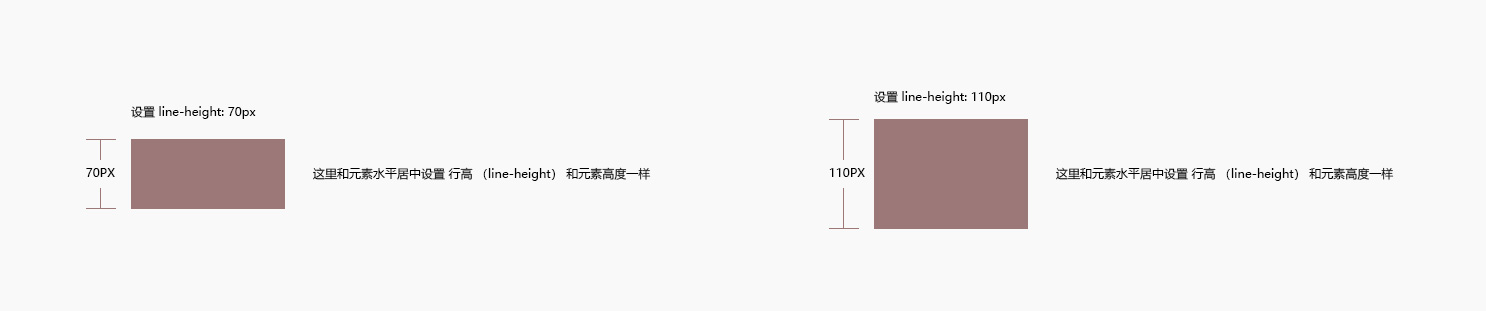 设置 line-height: 70px
70PX
这里和元素水平居中设置 行高 （line-height） 和元素高度一样
设置 line-height: 110px
110PX
这里和元素水平居中设置 行高 （line-height） 和元素高度一样